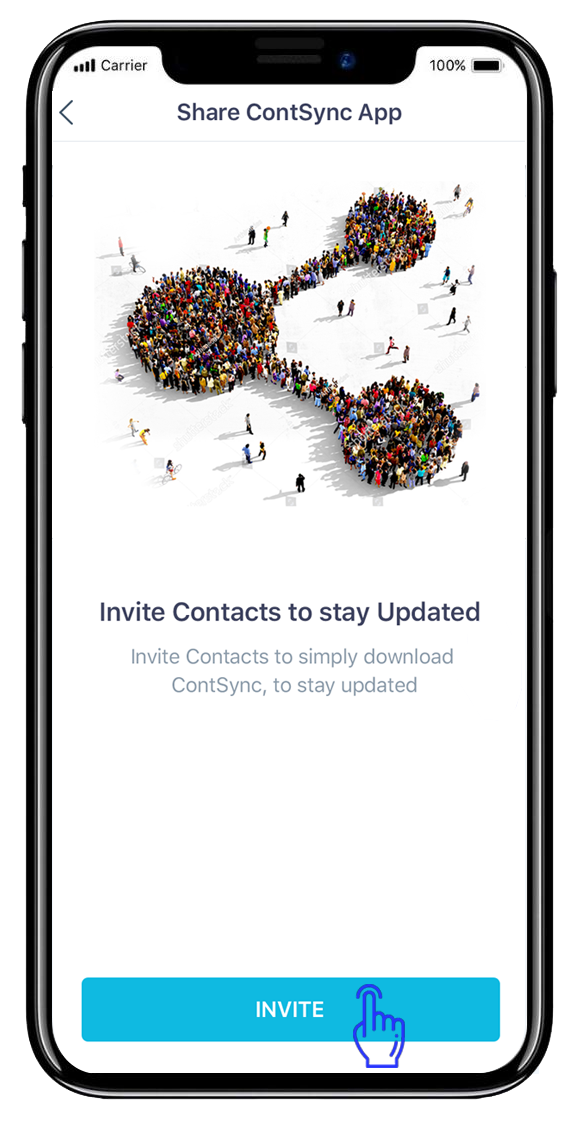 Carrier
100%
Share ContSync App
Invite Contacts to stay Updated
Invite Contacts to simply download
ContSync, to stay updated
INVITE